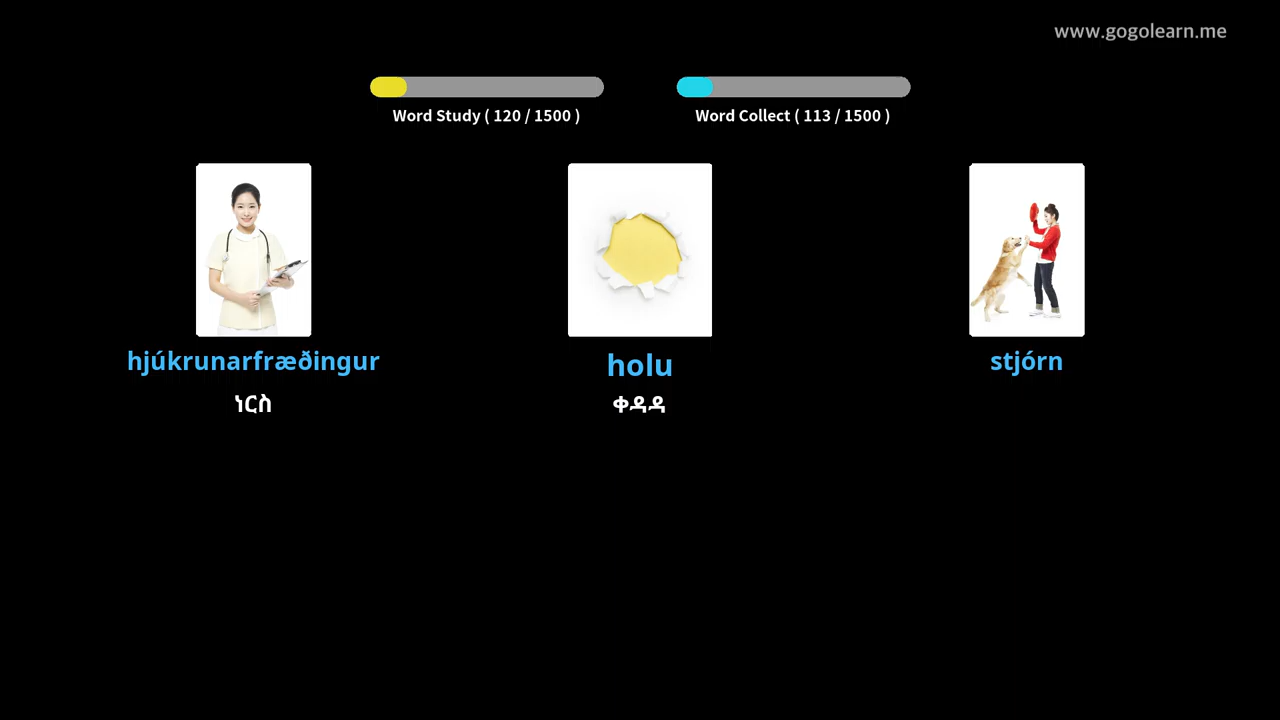 www.gogolearn.me
Word Study ( 120 / 1500 )
Word Collect ( 113 / 1500 )
hjúkrunarfræðingur
holu
stjórn
ነርስ
ቀዳዳ